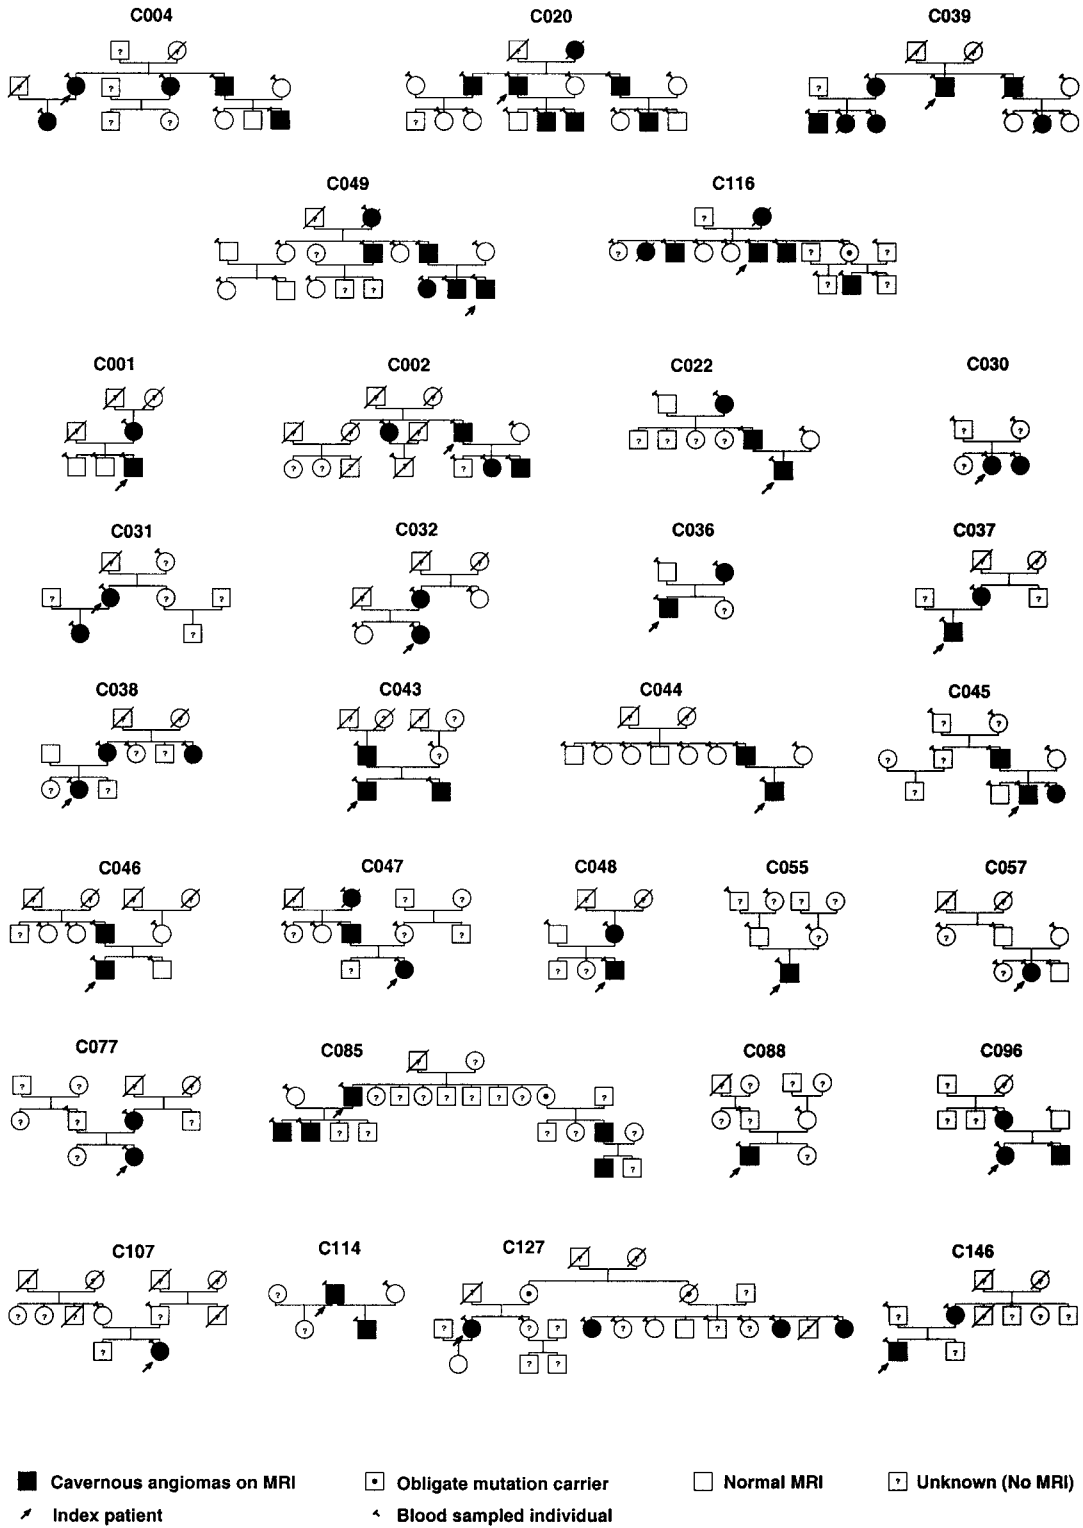 C004 C020 C039
C049 C116
C001 C002 C022 C030
C031 C032 C036 C037
C038 C043 C044 C045
C046 C047 C048 C055 C057
C077 C085 C088 C096
C107 C114 C127 C146
Cavernous angiomas on MRI Obligate mutation carrier Normal MRI ? Unknown (No MRI)
Index patient Blood sampled individual